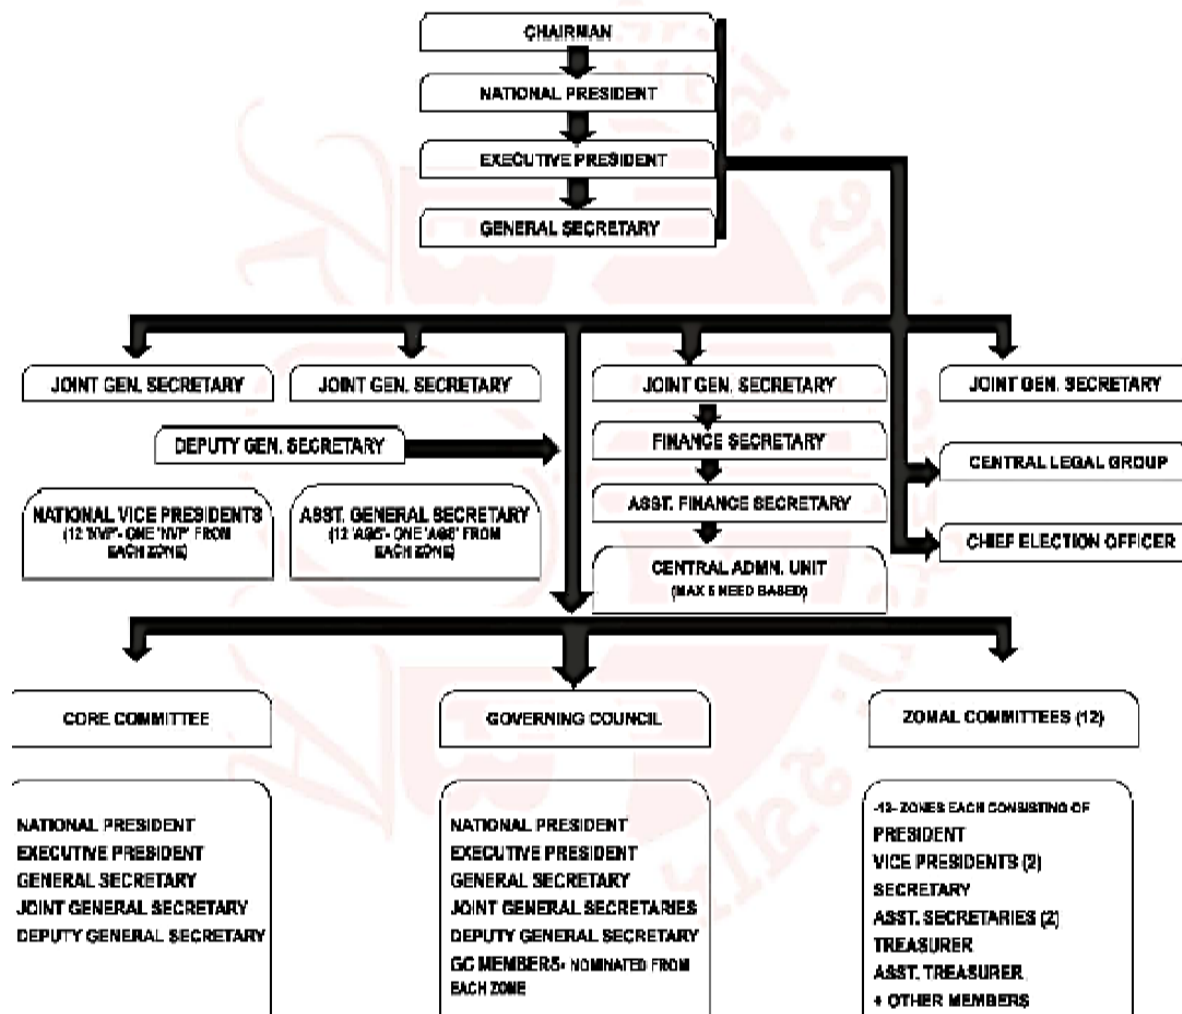 CHAIRMAN
NATIONAL PRESIDENT
EXECUTIVE PRESIDENT
GENERAL SECRETARY
JOINT GEN. SECRETARY
JOINT GEN. SECRETARY
JOINT GEN. SECRETARY
JOINT GEN. SECRETARY
DEPUTY GEN. SECRETARY
FINANCE SECRETARY
CENTRAL LEGAL GROUP
NATIONAL VICE PRESIDENTS
(12 'NVP'- ONE 'NVP' FROM
EACH ZONE)
ASST. GENERAL SECRETARY
(12 'AGS'- ONE 'AGS' FROM
EACH ZONE)
ASST. FINANCE SECRETARY
CHIEF ELECTION OFFICER
CENTRAL ADMN. UNIT
(MAX 5 NEED BASED)
CORE COMMITTEE
GOVERNING COUNCIL
ZOMAL COMMITTEES (12)
NATIONAL PRESIDENT
EXECUTIVE PRESIDENT
GENERAL SECRETARY
JOINT GENERAL SECRETARY
DEPUTY GENERAL SECRETARY
NATIONAL PRESIDENT
EXECUTIVE PRESIDENT
GENERAL SECRETARY
JOINT GENERAL SECRETARIES
DEPUTY GENERAL SECRETARY
GC MEMBERS- NOMINATED FROM
EACH ZONE
ZONES EACH CONSISTING OF
PRESIDENT
VICE PRESIDENTS (2)
SECRETARY
ASST. SECRETARIES (2)
TREASURER
ASST. TREASURER
+ OTHER MEMBERS